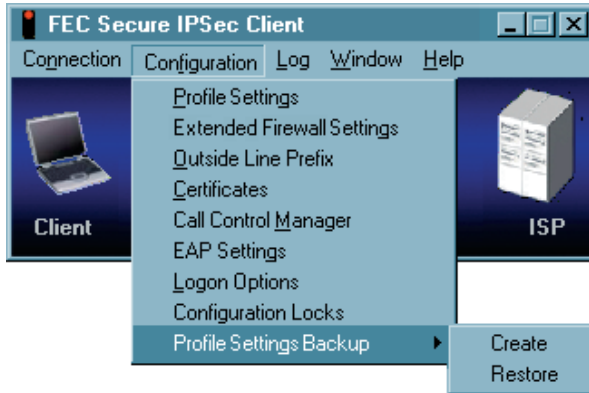 FEC Secure IPSec Client
Connection Configuration Log Window Help
Profile Settings
Extended Firewall Settings
Outside Line Prefix
Certificates
Call Control Manager
EAP Settings
Logon Options
Configuration Locks
Profile Settings Backup
Create
Restore
Client
ISP